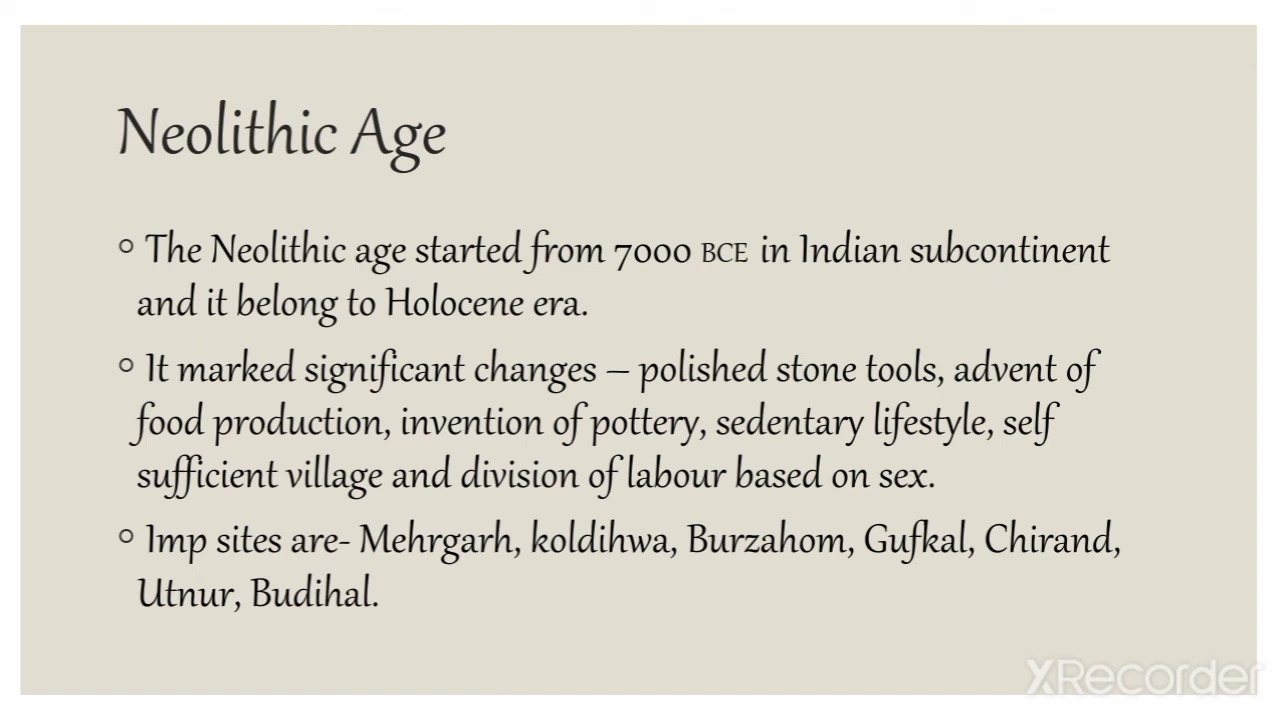 Neolithic Age
◦ The Neolithic age started from 7000 BCE in Indian subcontinent
and it belong to Holocene era.
◦ It marked significant changes – polished stone tools, advent of
food production, invention of pottery, sedentary lifestyle, self
sufficient village and division of labour based on sex.
◦ Imp sites are- Mehrgarh, koldihwa, Burzahom, Gufkal, Chirand,
Utnur, Budihal.
XRecorder